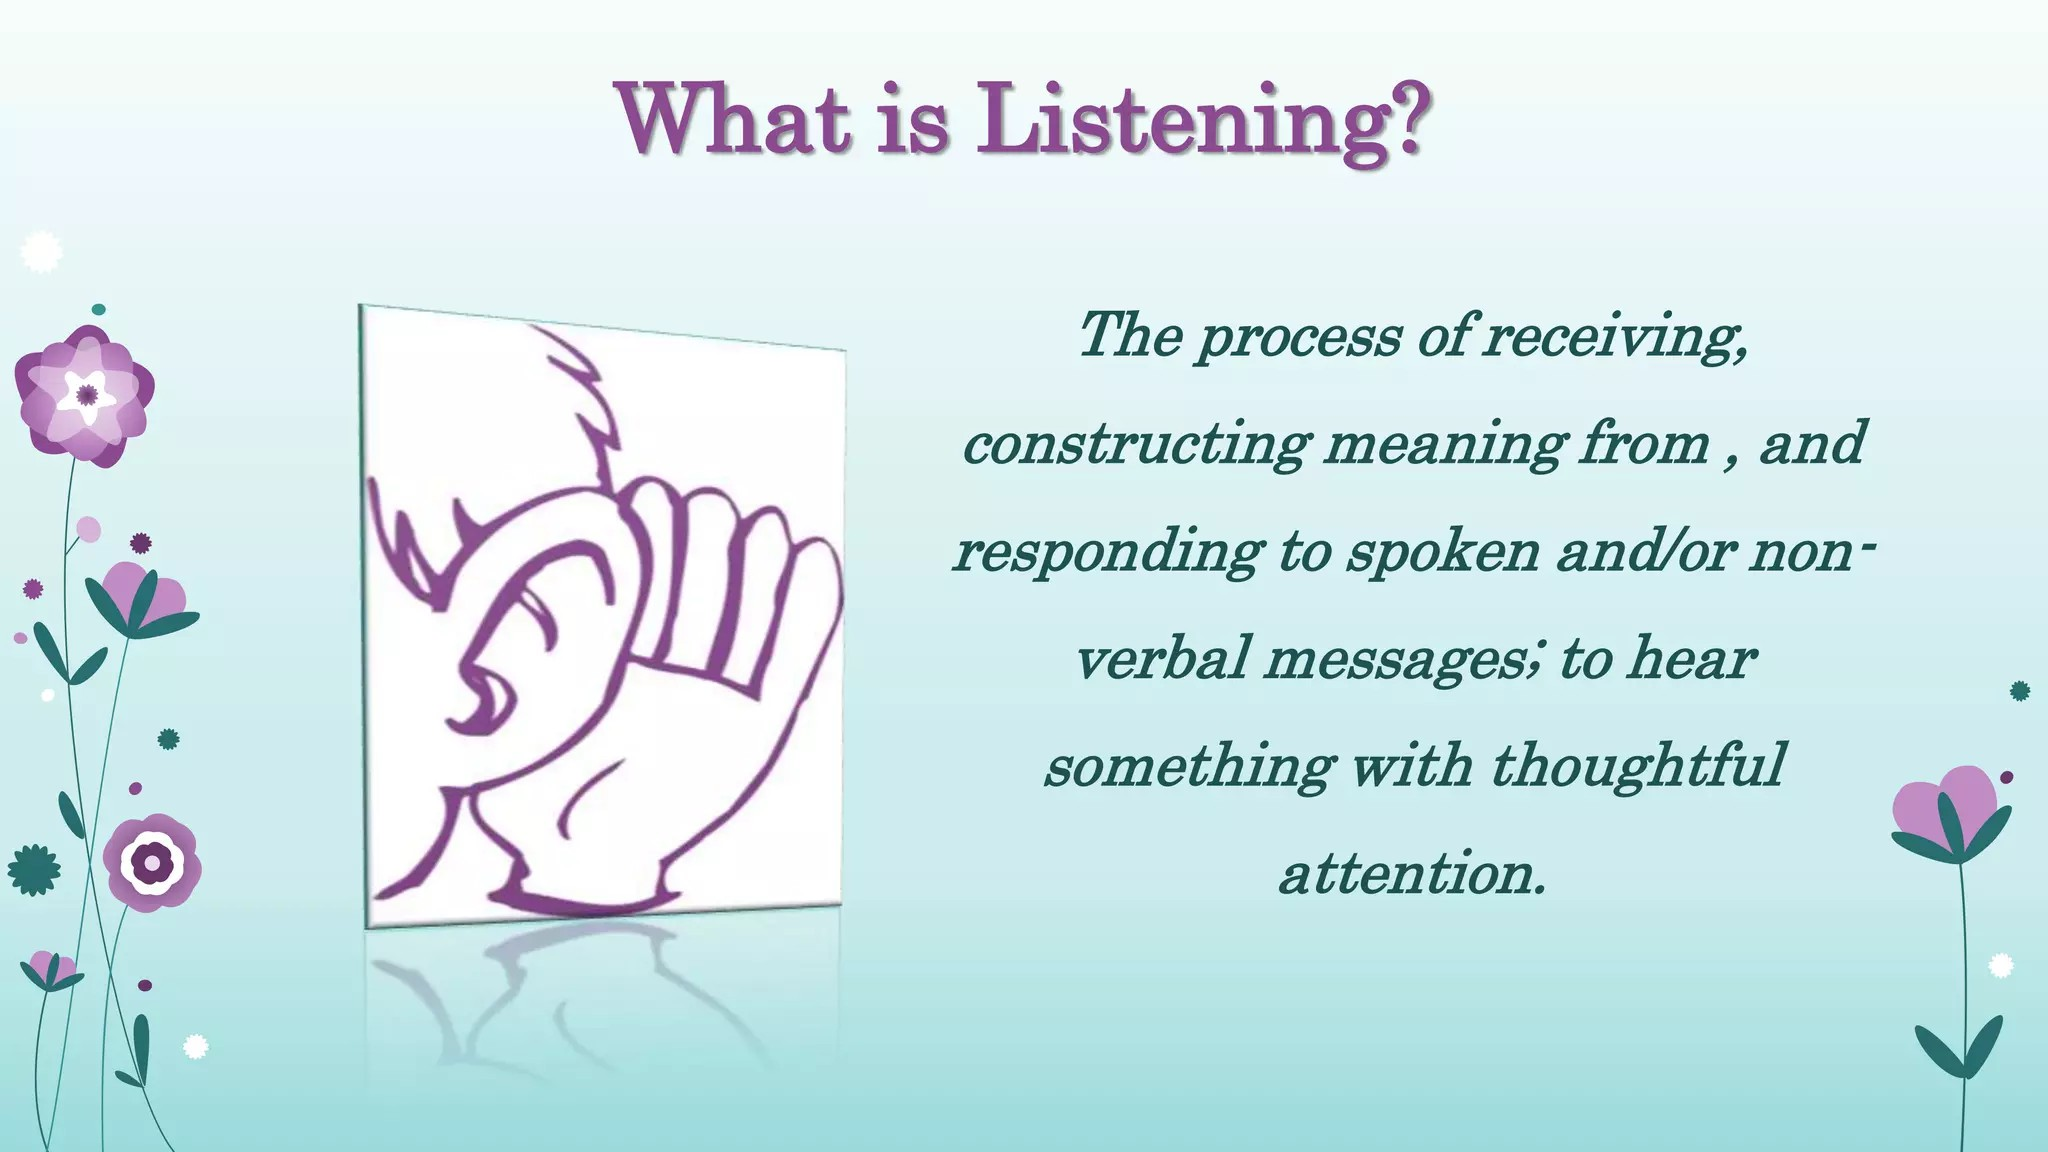 What is Listening?
The process of receiving,
constructing meaning from , and
responding to spoken and/or non-
verbal messages; to hear
something with thoughtful
attention.